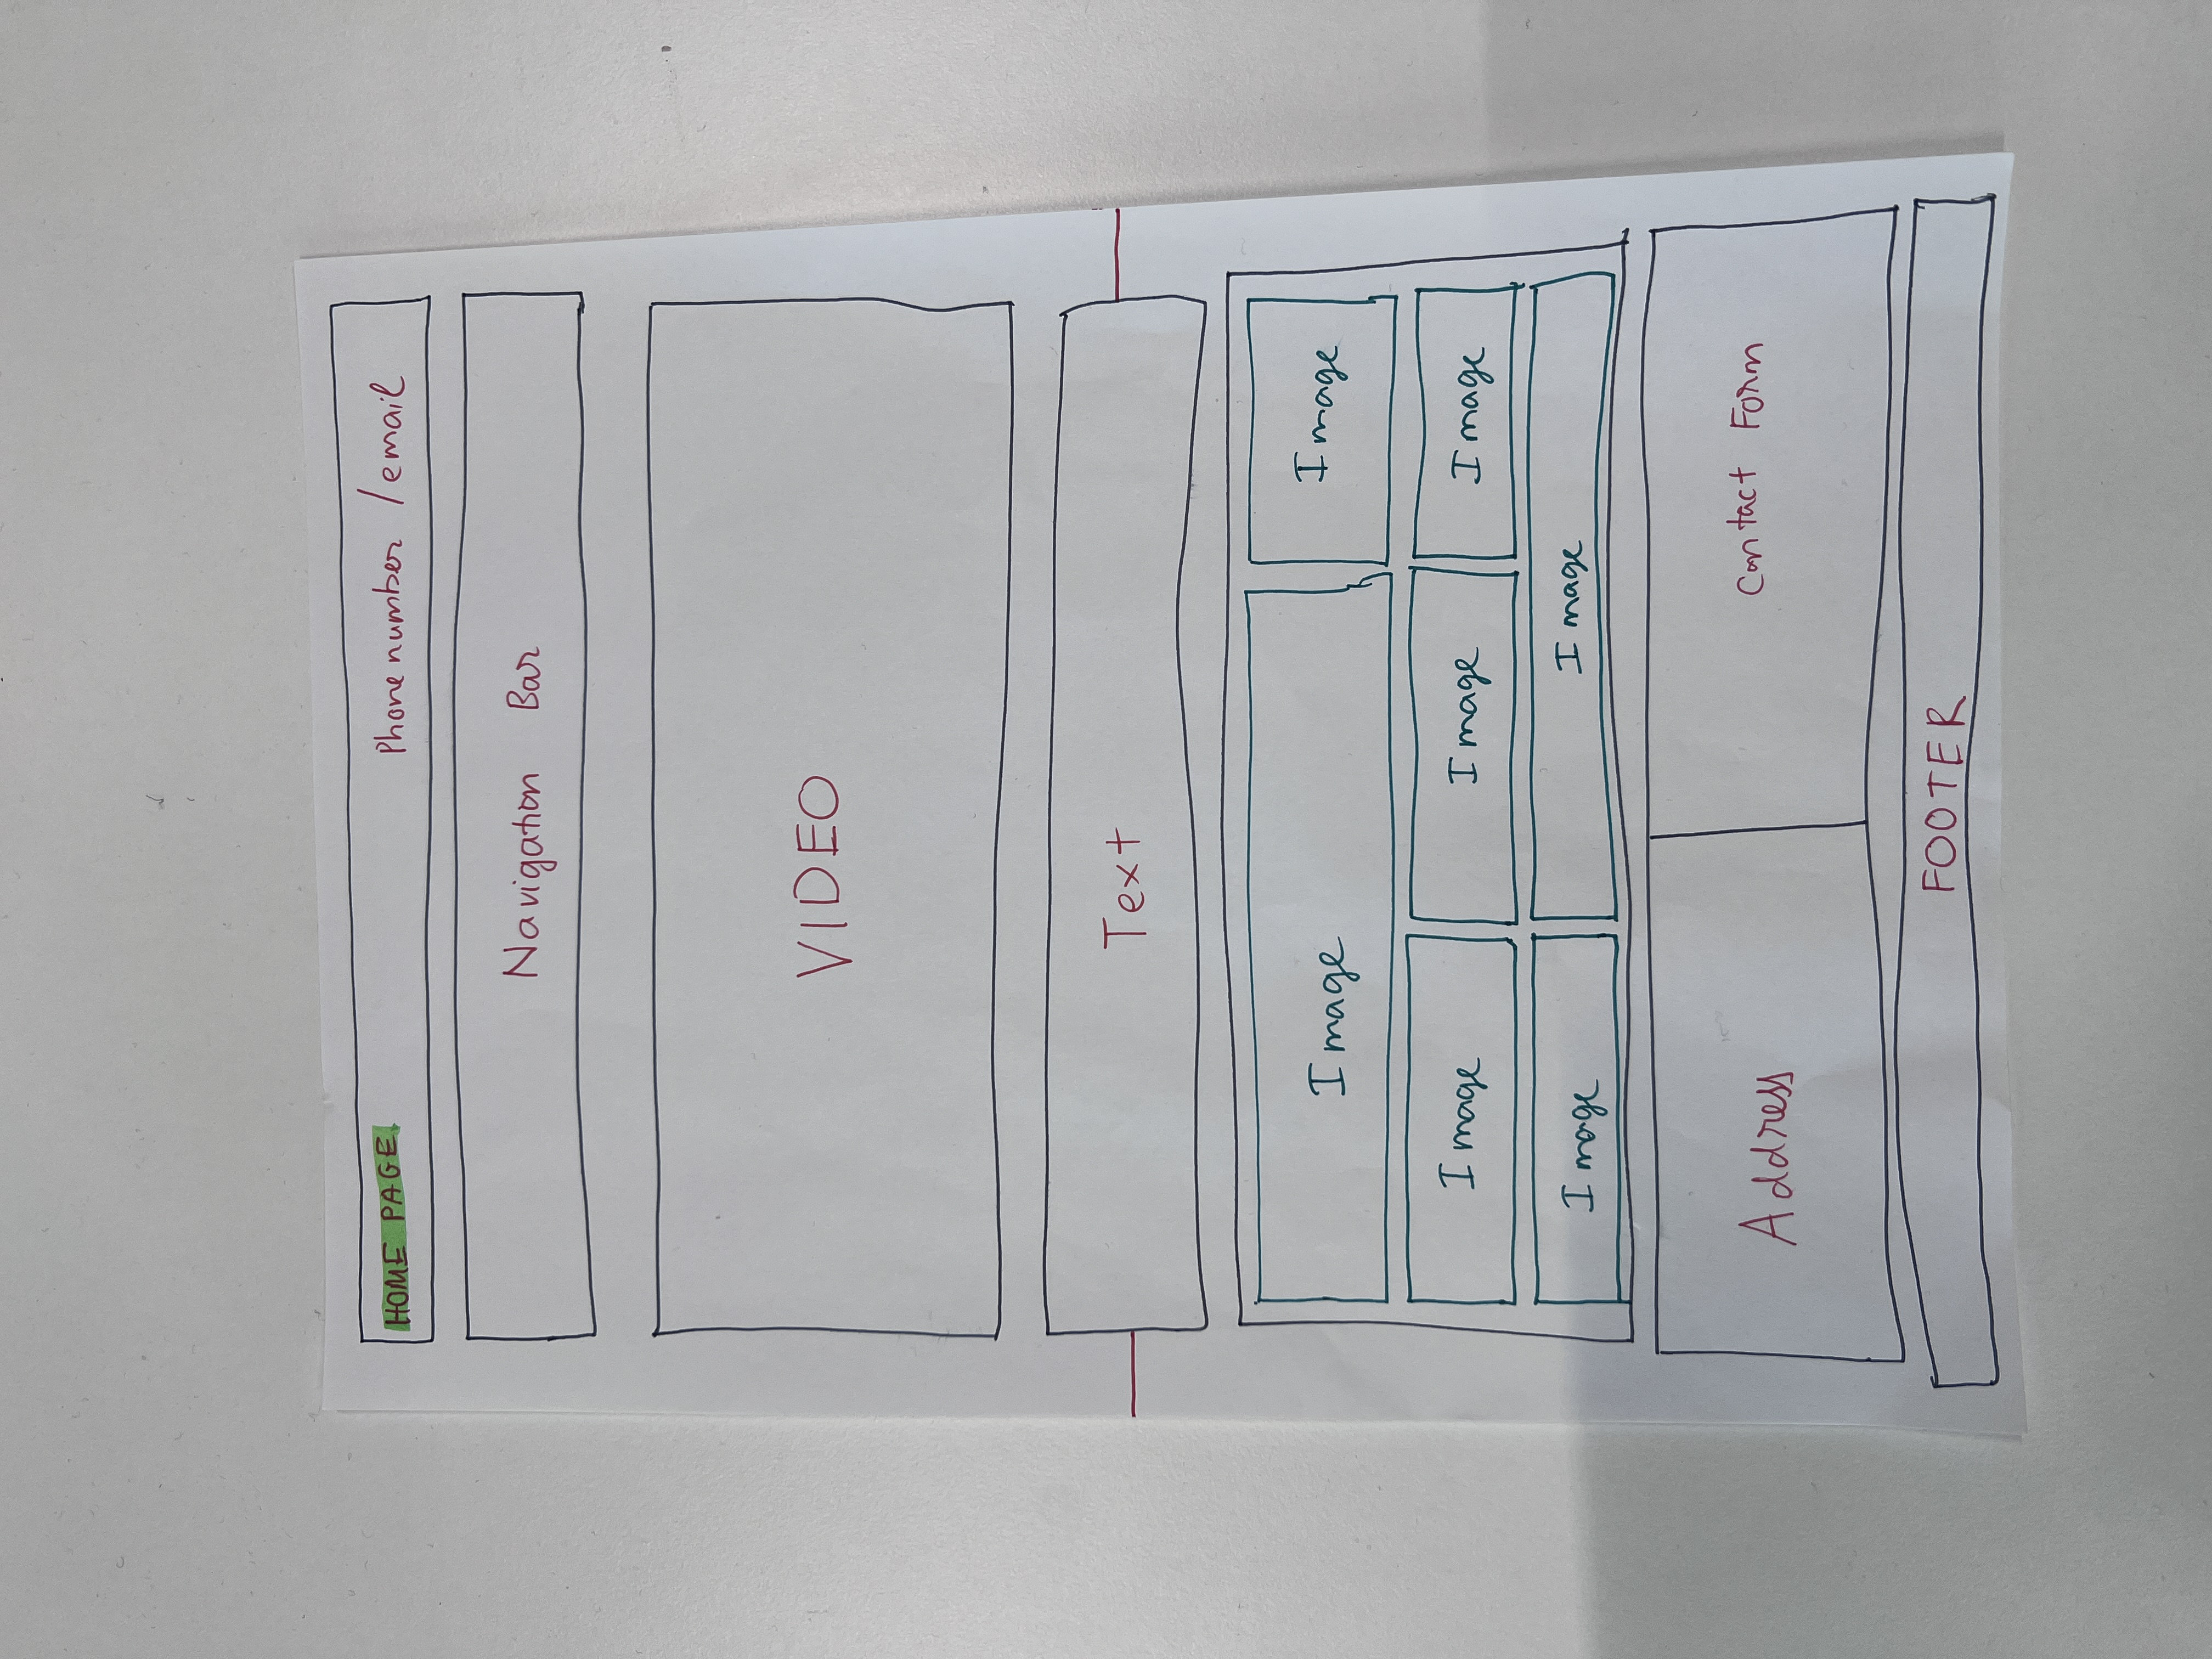 HOME PAGE Phone number / email
Navigation Bar
VIDEO
Text
Image Image
Image Image Image
Image Image
Address Contact Form
FOOTER